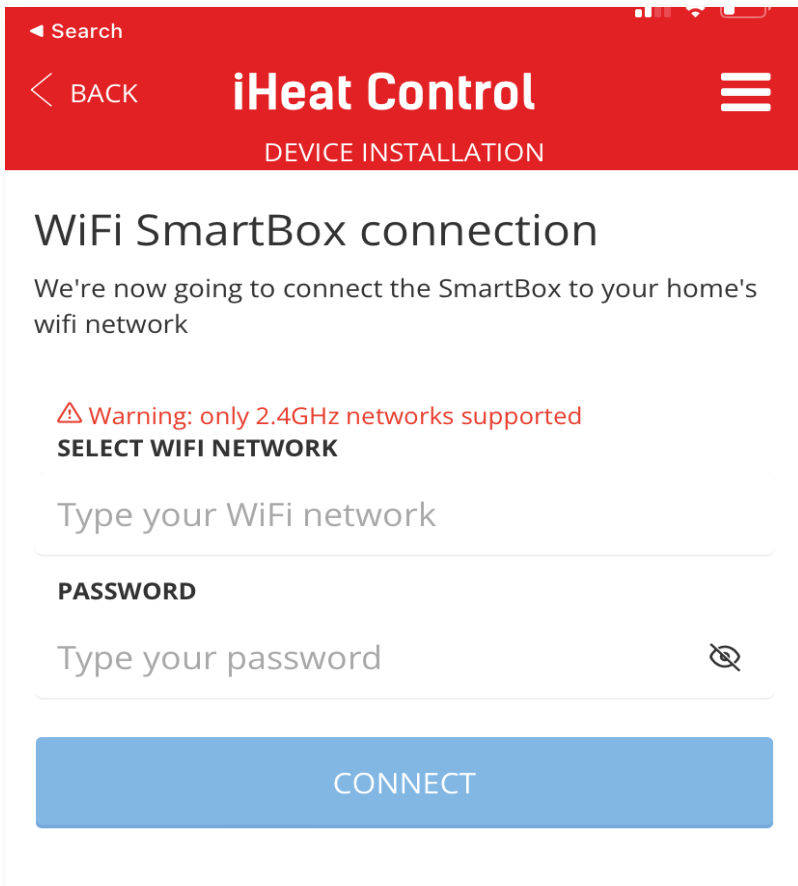 Search
BACK
iHeat Control
DEVICE INSTALLATION
WiFi SmartBox connection
We're now going to connect the SmartBox to your home's
wifi network
Warning: only 2.4GHz networks supported
SELECT WIFI NETWORK
Type your WiFi network
PASSWORD
Type your password
CONNECT